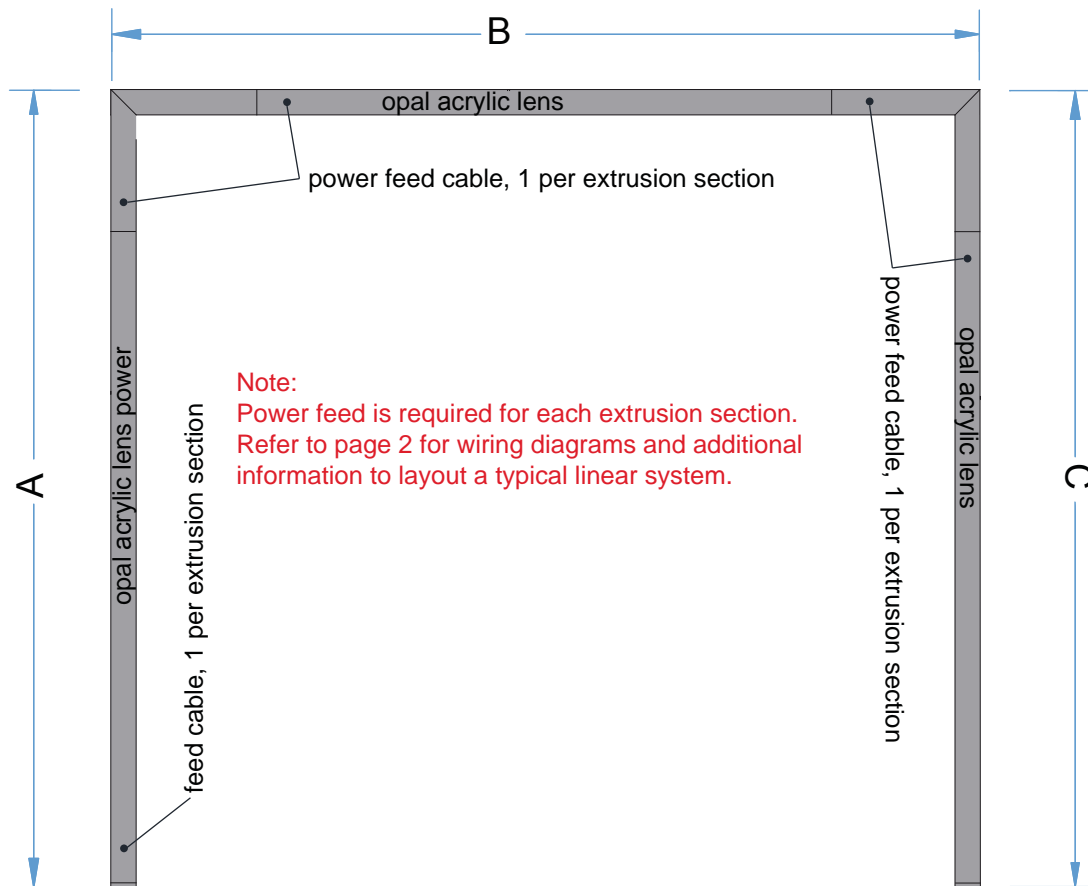 B
opal acrylic lens
power feed cable, 1 per extrusion section
A
opal acrylic lens power
feed cable, 1 per extrusion section
Note:
Power feed is required for each extrusion section.
Refer to page 2 for wiring diagrams and additional
information to layout a typical linear system.
power feed cable, 1 per extrusion section
opal acrylic lens
C